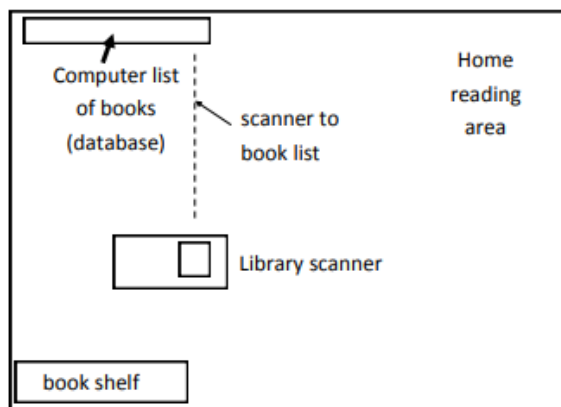 Computer list
of books
(database)
scanner to
book list
Home
reading
area
Library scanner
book shelf